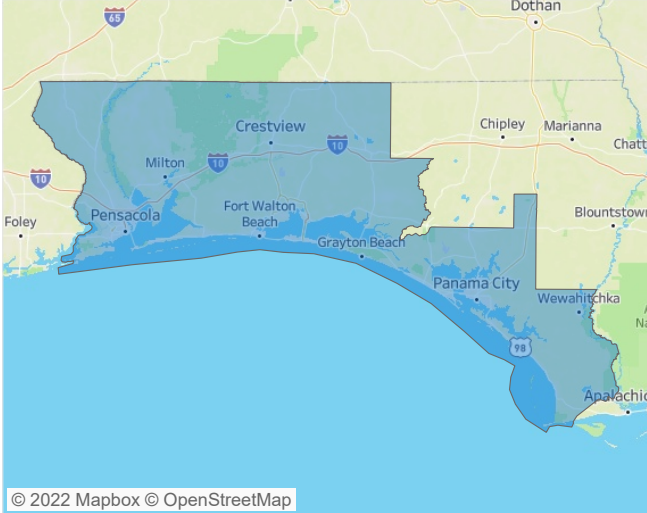 Dothan
65
Crestview
Chipley
Marianna
10
10
Chatt
Milton
10
Foley
Pensacola
Fort Walton
Beach
Blountstown
Grayton Beach
Panama City
Wewahitchka
Na
98
Apalachic
© 2022 Mapbox © OpenStreetMap